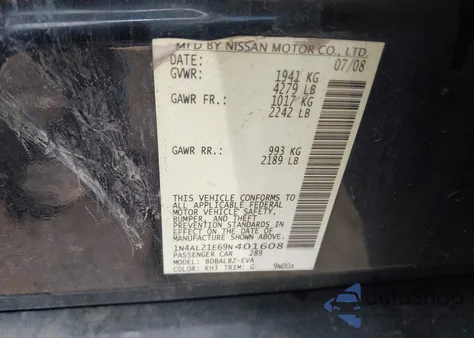 MFD BY NISSAN MOTOR CO., LTD.
DATE: 07/08
GVWR: 1941 KG
4279 LB
GAWR FR.: 1017 KG
2242 LB
GAWR RR.: 993 KG
2189 LB
THIS VEHICLE CONFORMS TO
ALL APPLICABLE FEDERAL
MOTOR VEHICLE SAFETY,
BUMPER, AND THEFT
PREVENTION STANDARDS IN
EFFECT ON THE DATE OF
MANUFACTURE SHOWN ABOVE.
1N4AL21E69N401608
PASSENGER CAR 289
MODEL: BDBALBZ-EVA
COLOR: KH3 TRIM: G 9N00A
AutoShop